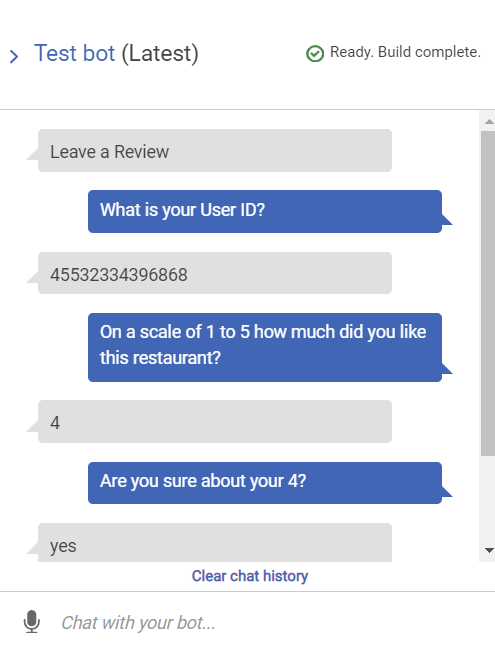 Test bot (Latest)
Ready. Build complete.
Leave a Review
What is your User ID?
45532334396868
On a scale of 1 to 5 how much did you like
this restaurant?
4
Are you sure about your 4?
yes
Clear chat history
Chat with your bot...